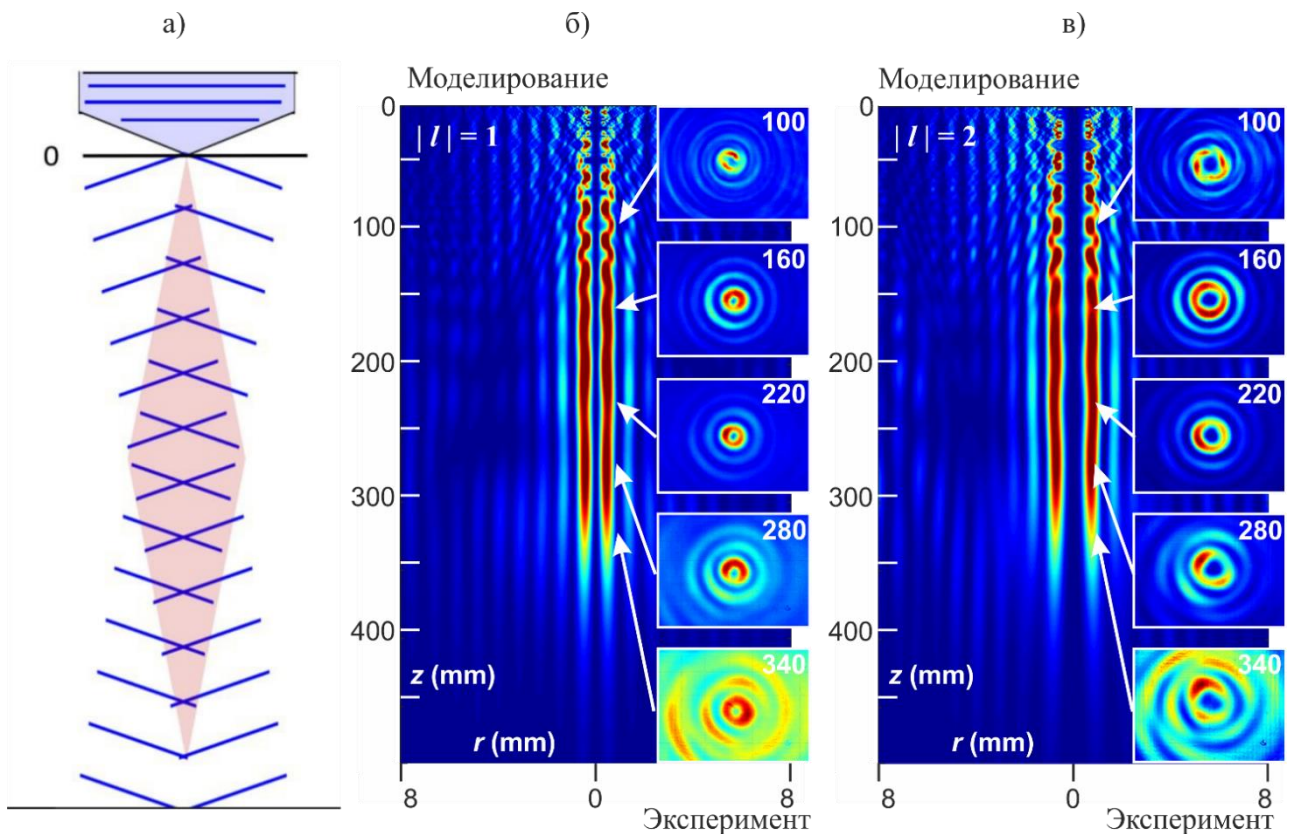 а)
б)
в)
0
Моделирование
0
100
200
300
400
| l | = 1
100
160
220
280
340
z (mm)
r (mm)
8
0
8
Эксперимент
Моделирование
0
100
200
300
400
| l | = 2
100
160
220
280
340
z (mm)
r (mm)
8
0
8
Эксперимент